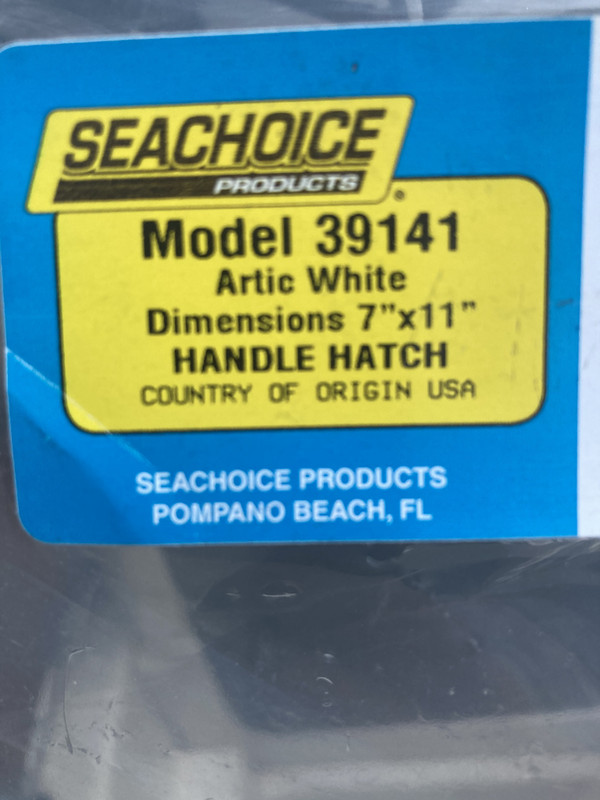 SEACHOICE
PRODUCTS®
Model 39141
Artic White
Dimensions 7”x11”
HANDLE HATCH
COUNTRY OF ORIGIN USA
SEACHOICE PRODUCTS
POMPANO BEACH, FL